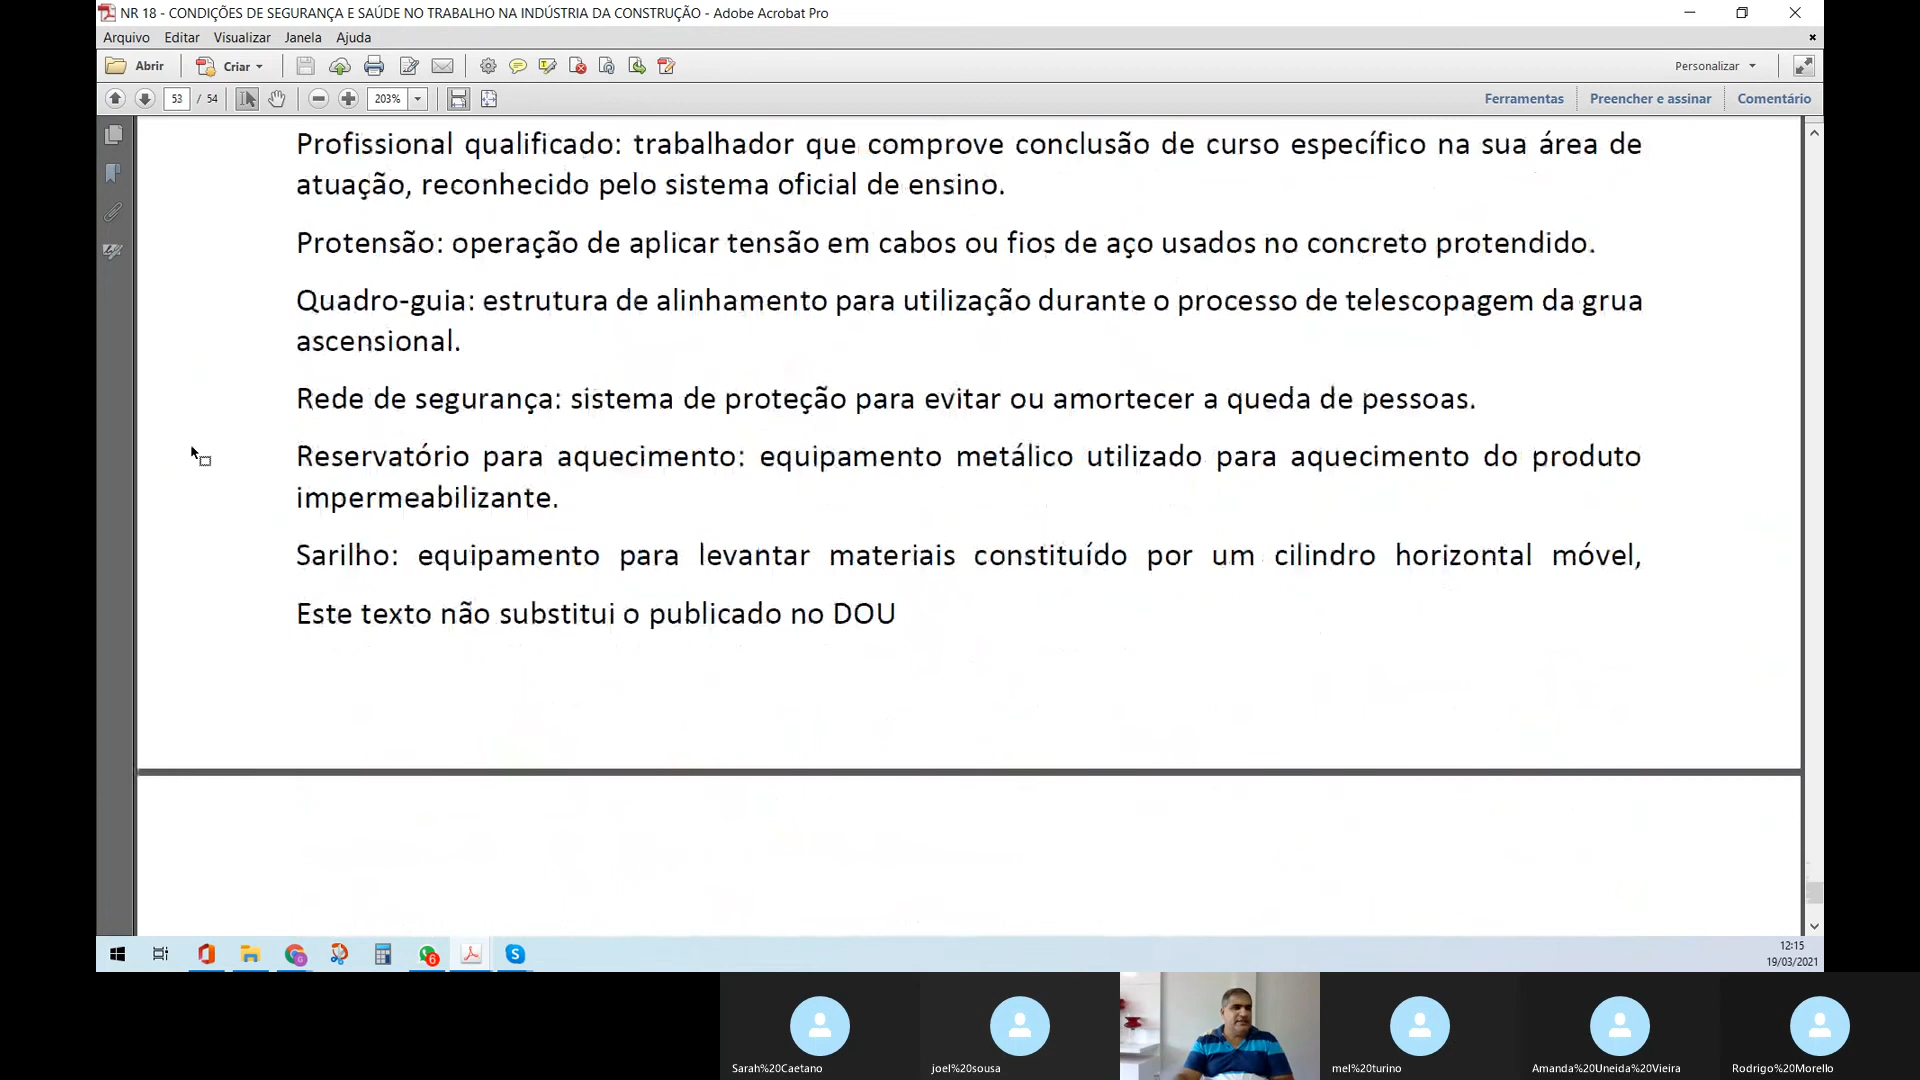 NR 18 - CONDIÇÕES DE SEGURANÇA E SAÚDE NO TRABALHO NA INDÚSTRIA DA CONSTRUÇÃO - Adobe Acrobat Pro
Arquivo Editar Visualizar Janela Ajuda
Abrir Criar Personalizar
53 / 54 203% Ferramentas Preencher e assinar Comentário
Profissional qualificado: trabalhador que comprove conclusão de curso específico na sua área de
atuação, reconhecido pelo sistema oficial de ensino.
Protensão: operação de aplicar tensão em cabos ou fios de aço usados no concreto protendido.
Quadro-guia: estrutura de alinhamento para utilização durante o processo de telescopagem da grua
ascensional.
Rede de segurança: sistema de proteção para evitar ou amortecer a queda de pessoas.
Reservatório para aquecimento: equipamento metálico utilizado para aquecimento do produto
impermeabilizante.
Sarilho: equipamento para levantar materiais constituído por um cilindro horizontal móvel,
Este texto não substitui o publicado no DOU
6
12:15
19/03/2021
Sarah%20Caetano joel%20sousa mel%20turino Amanda%20Uneida%20Vieira Rodrigo%20Morello